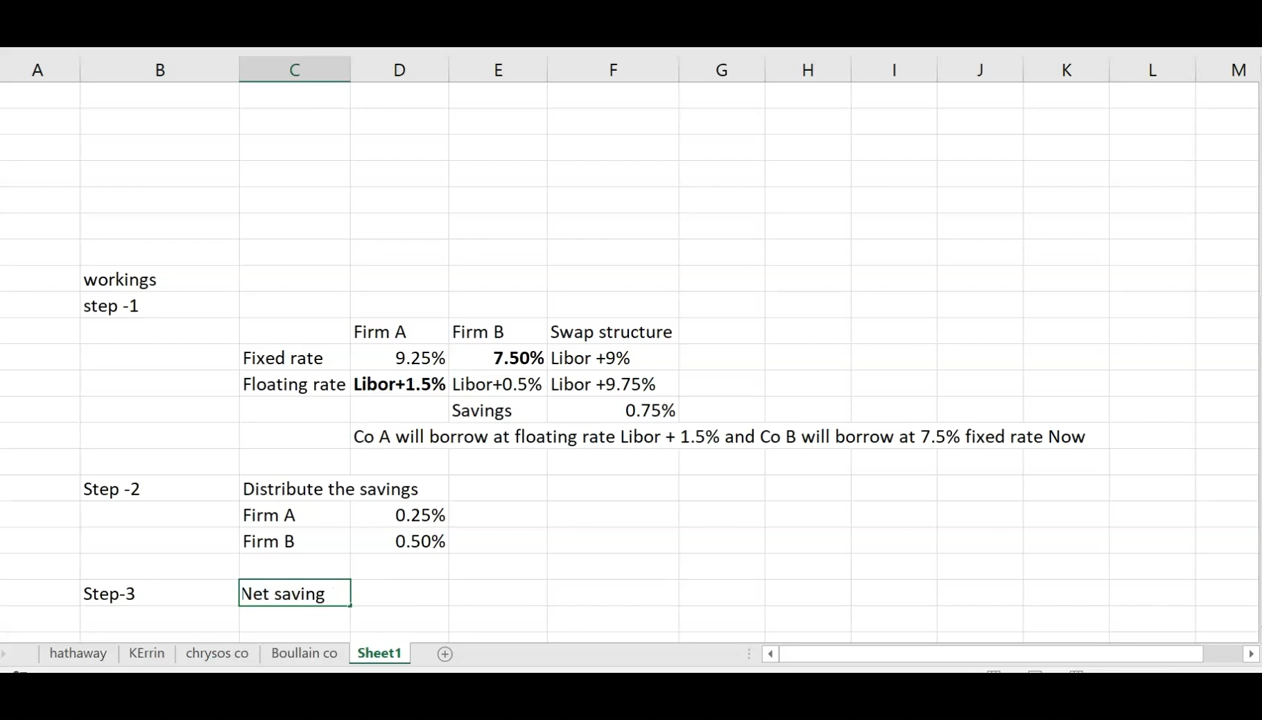 A B C D E F G H I J K L M
workings
step -1
Firm A Firm B Swap structure
Fixed rate 9.25% 7.50% Libor +9%
Floating rate Libor+1.5% Libor+0.5% Libor +9.75%
Savings 0.75%
Co A will borrow at floating rate Libor + 1.5% and Co B will borrow at 7.5% fixed rate Now
Step -2 Distribute the savings
Firm A 0.25%
Firm B 0.50%
Step-3 Net saving
hathaway KErrin chrysos co Boullain co Sheet1